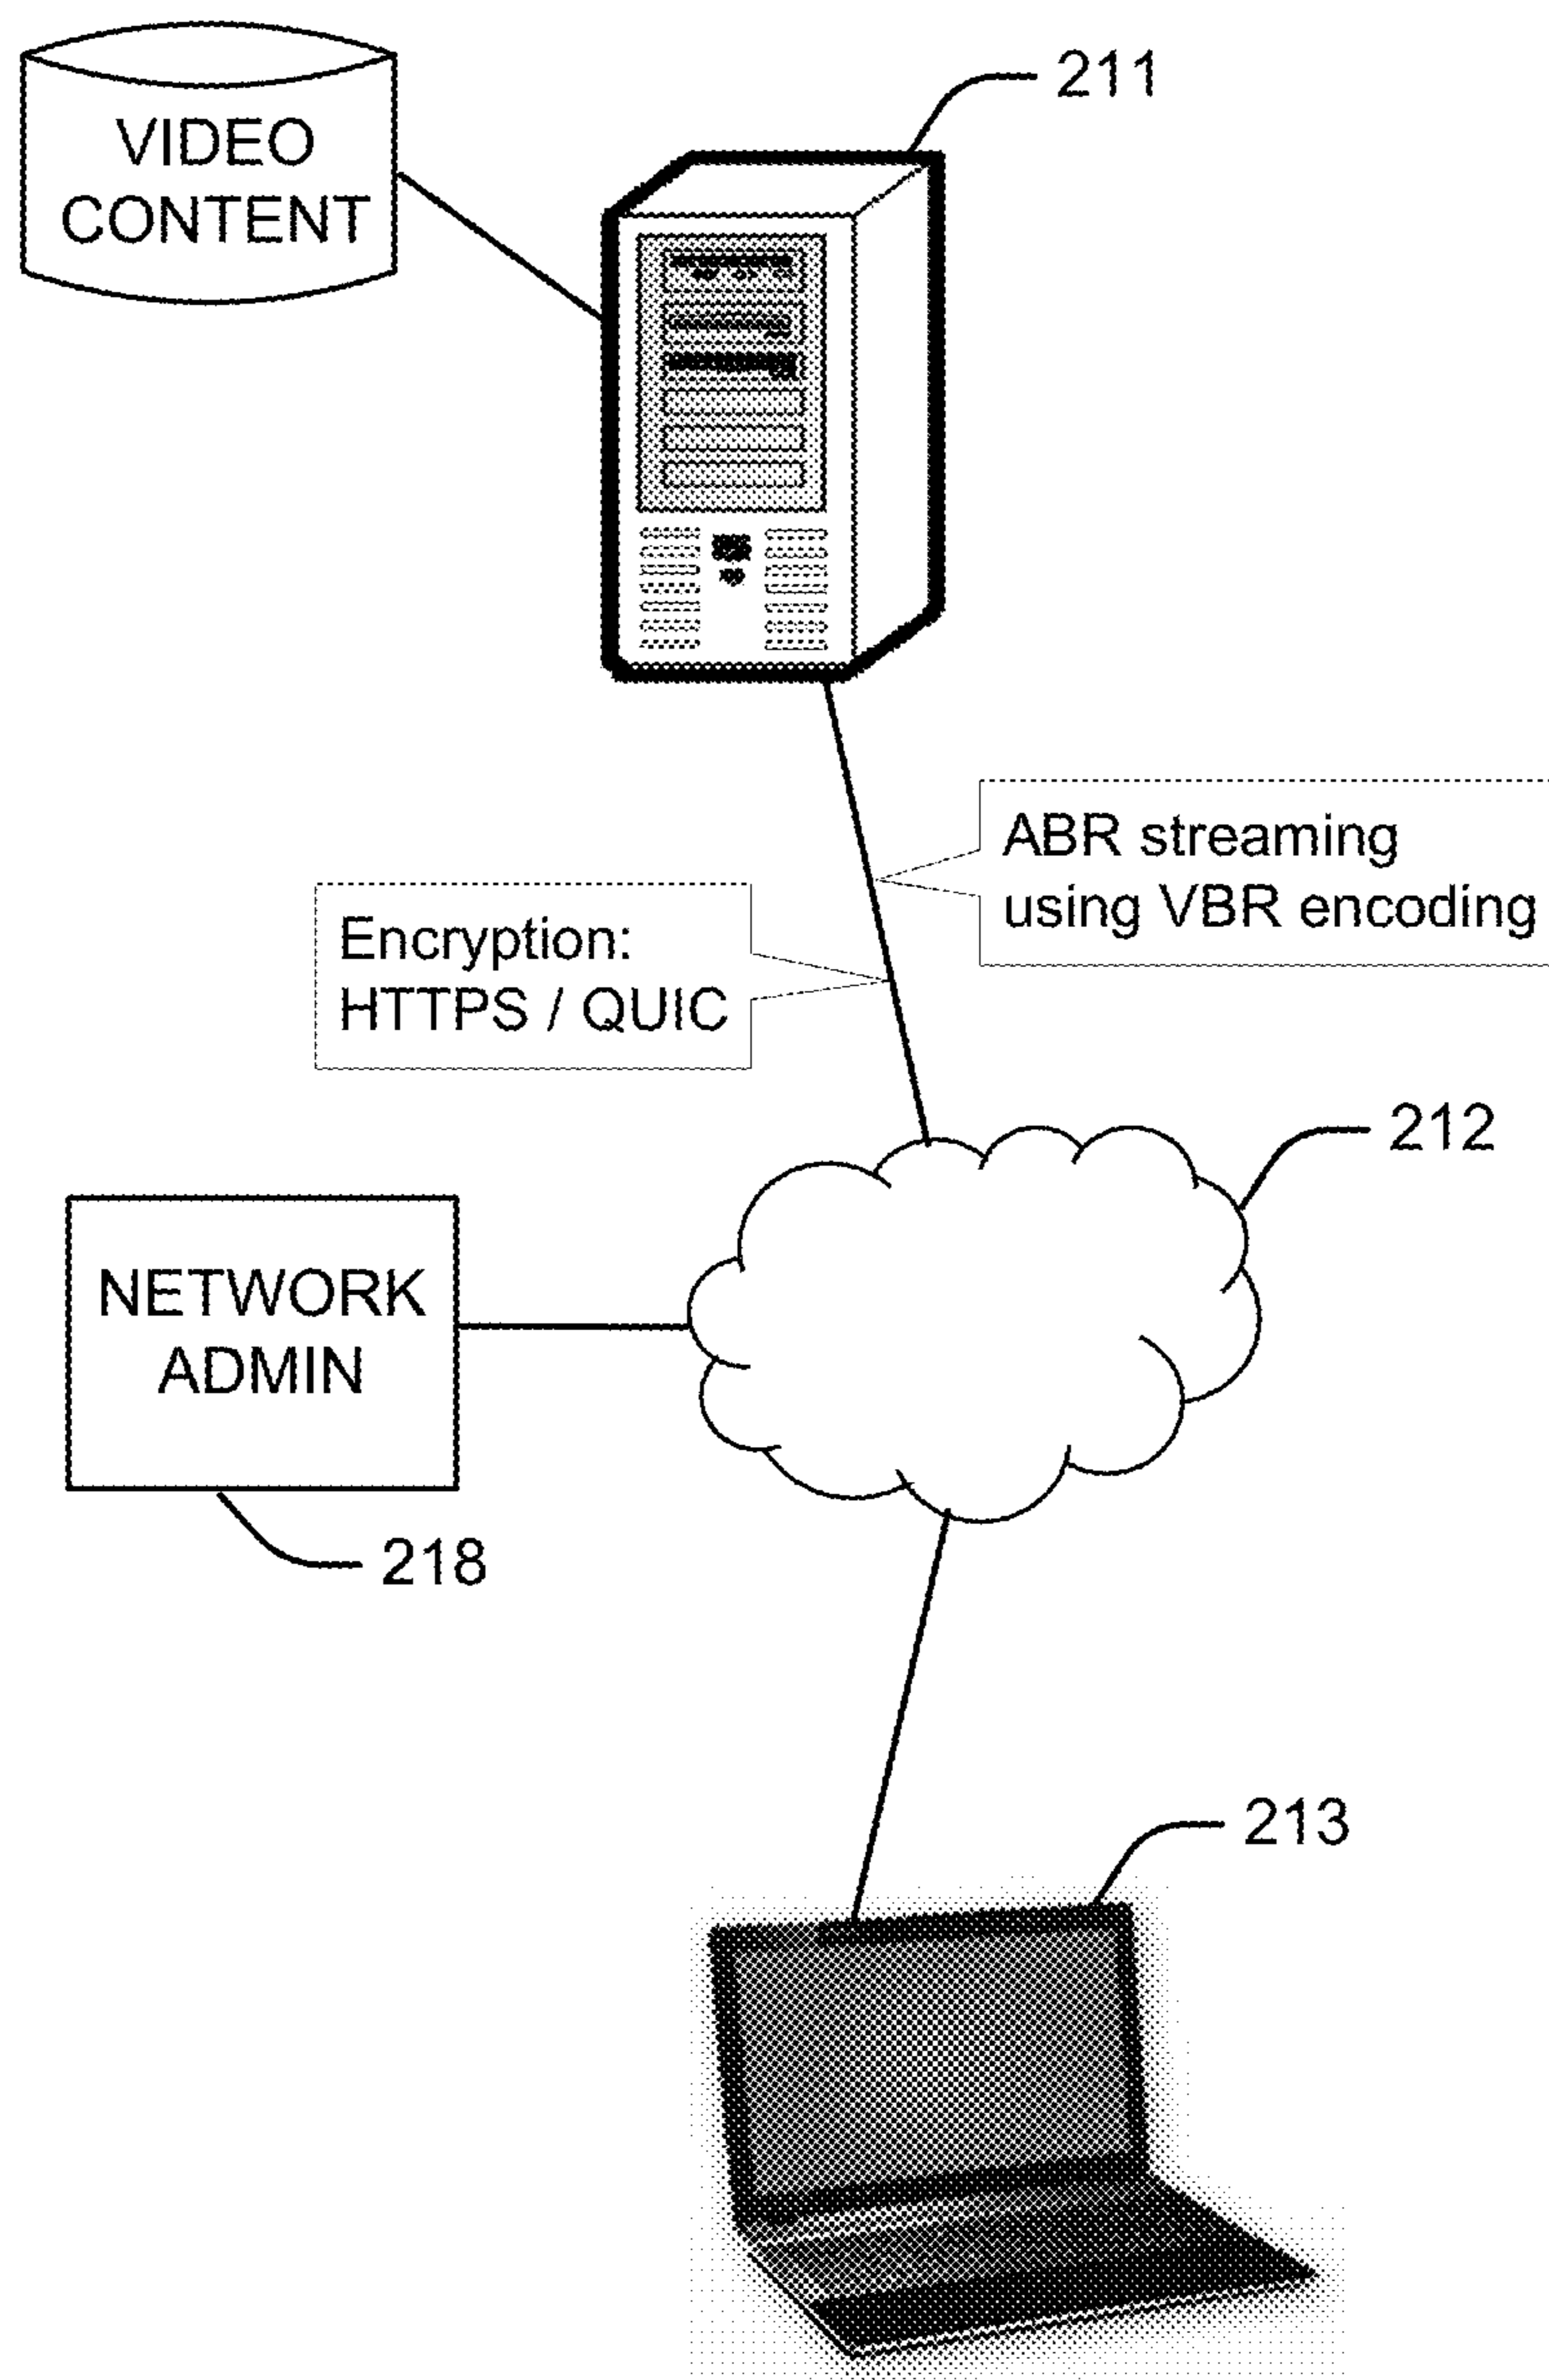 VIDEO
CONTENT
211
ABR streaming
using VBR encoding
Encryption:
HTTPS / QUIC
212
NETWORK
ADMIN
218
213